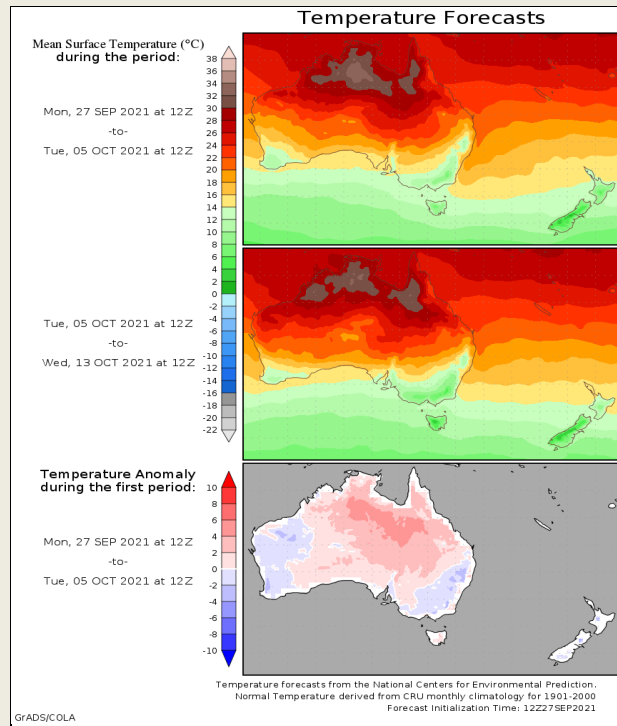 Temperature Forecasts
Mean Surface Temperature (°C)
during the period:
Mon, 27 SEP 2021 at 12Z
-to-
Tue, 05 OCT 2021 at 12Z
Tue, 05 OCT 2021 at 12Z
-to-
Wed, 13 OCT 2021 at 12Z
38
36
34
32
30
28
26
24
22
20
18
16
14
12
10
8
6
4
2
0
-2
-4
-6
-8
-10
-12
-14
-16
-18
-20
-22
Temperature Anomaly
during the first period:
Mon, 27 SEP 2021 at 12Z
-to-
Tue, 05 OCT 2021 at 12Z
10
8
6
4
2
0
-2
-4
-6
-8
-10
Temperature forecasts from the National Centers for Environmental Prediction.
Normal Temperature derived from CRU monthly climatology for 1901-2000
Forecast Initialization Time: 12Z27SEP2021
GrADS/COLA